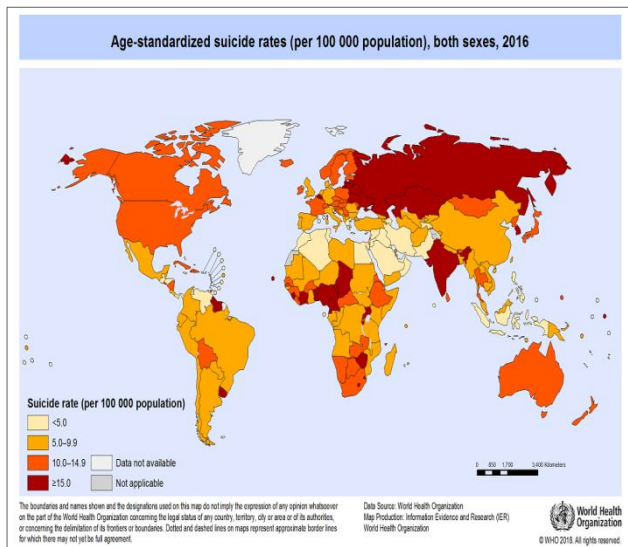 Age-standardized suicide rates (per 100 000 population), both sexes, 2016
Suicide rate (per 100 000 population)
<5.0
5.0–9.9
10.0–14.9
≥15.0
Data not available
Not applicable
0 850 1,700 3,400 Kilometers
The boundaries and names shown and the designations used on this map do not imply the expression of any opinion whatsoever
on the part of the World Health Organization concerning the legal status of any country, territory, city or area or of its authorities,
or concerning the delimitation of its frontiers or boundaries. Dotted and dashed lines on maps represent approximate border lines
for which there may not yet be full agreement.
Data Source: World Health Organization
Map Production: Information Evidence and Research (IER)
World Health Organization
World Health
Organization
© WHO 2018. All rights reserved.